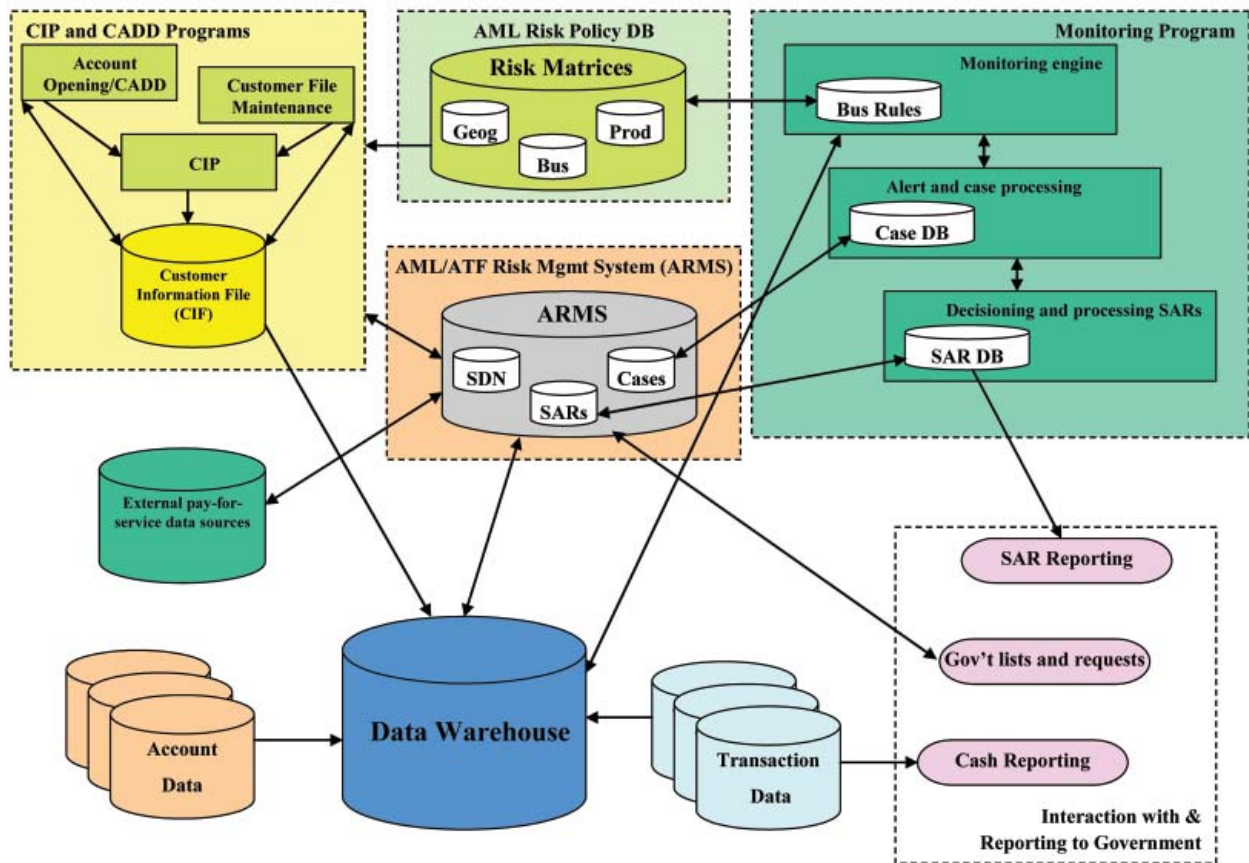 CIP and CADD Programs
Account
Opening/CADD
Customer File
Maintenance
CIP
Customer
Information File
(CIF)
AML Risk Policy DB
Risk Matrices
Geog
Prod
Bus
Monitoring Program
Monitoring engine
Bus Rules
Alert and case processing
Case DB
Decisioning and processing SARs
SAR DB
AML/ATF Risk Mgmt System (ARMS)
ARMS
SDN
Cases
SARs
External pay-for-
service data sources
SAR Reporting
Gov't lists and requests
Cash Reporting
Interaction with &
Reporting to Government
Account
Data
Data Warehouse
Transaction
Data